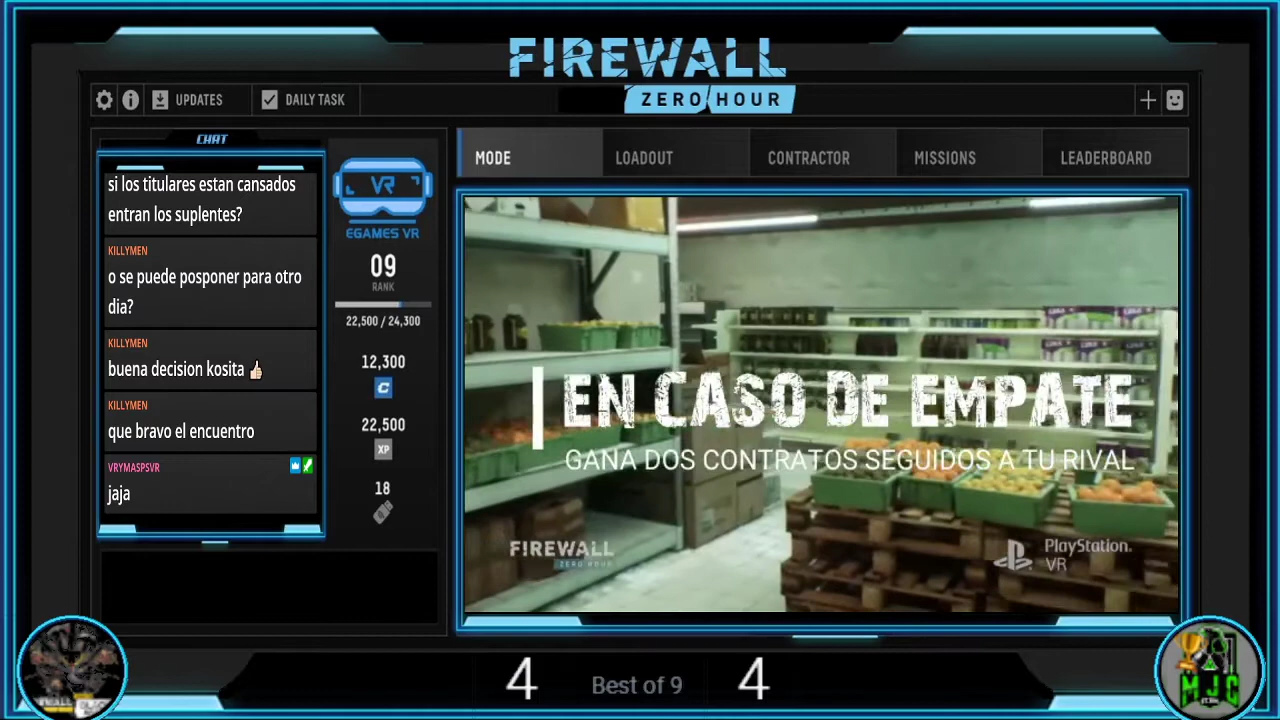 FIREWALL
ZERO HOUR
UPDATES
DAILY TASK
CHAT
si los titulares estan cansados
entran los suplentes?
KILLYMEN
o se puede posponer para otro
dia?
KILLYMEN
buena decision kosita 👍🏻
KILLYMEN
que bravo el encuentro
VRYMASPSVR
jaja
VR
EGAMES VR
09
RANK
22,500 / 24,300
12,300
C
22,500
XP
18
MODE
LOADOUT
CONTRACTOR
MISSIONS
LEADERBOARD
EN CASO DE EMPATE
GANA DOS CONTRATOS SEGUIDOS A TU RIVAL
FIREWALL
ZERO HOUR
PlayStation.
VR
4
Best of 9
4
MJC